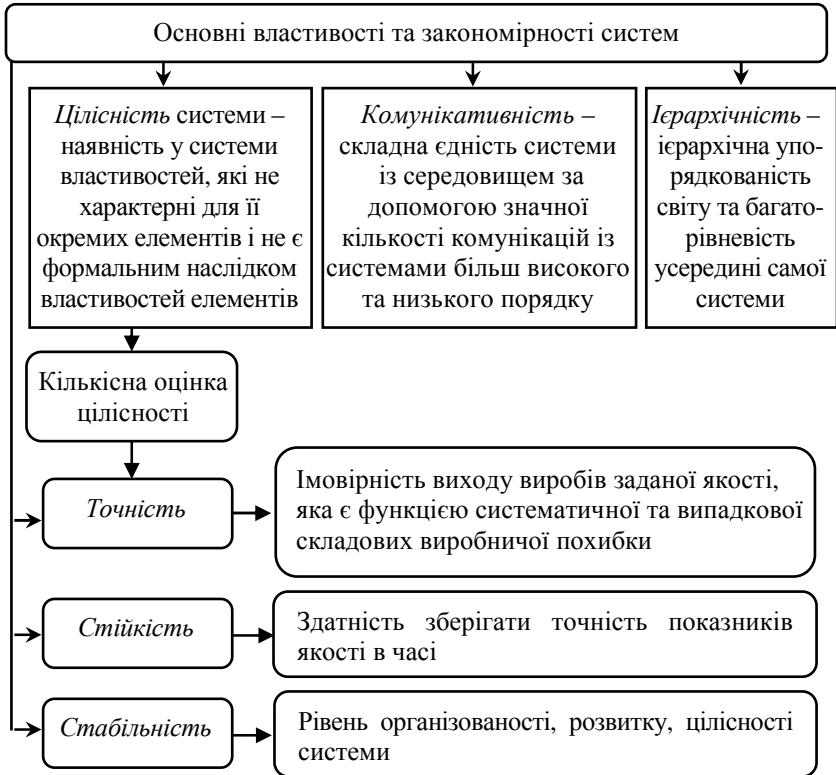 Основні властивості та закономірності систем
Цілісність системи –
наявність у системи
властивостей, які не
характерні для її
окремих елементів і не є
формальним наслідком
властивостей елементів
Комунікативність –
складна єдність системи
із середовищем за
допомогою значної
кількості комунікацій із
системами більш високого
та низького порядку
Ієрархічність –
ієрархічна упо-
рядкованість
світу та багато-
рівневість
усередині самої
системи
Кількісна оцінка
цілісності
Точність
Імовірність виходу виробів заданої якості,
яка є функцією систематичної та випадкової
складових виробничої похибки
Стійкість
Здатність зберігати точність показників
якості в часі
Стабільність
Рівень організованості, розвитку, цілісності
системи